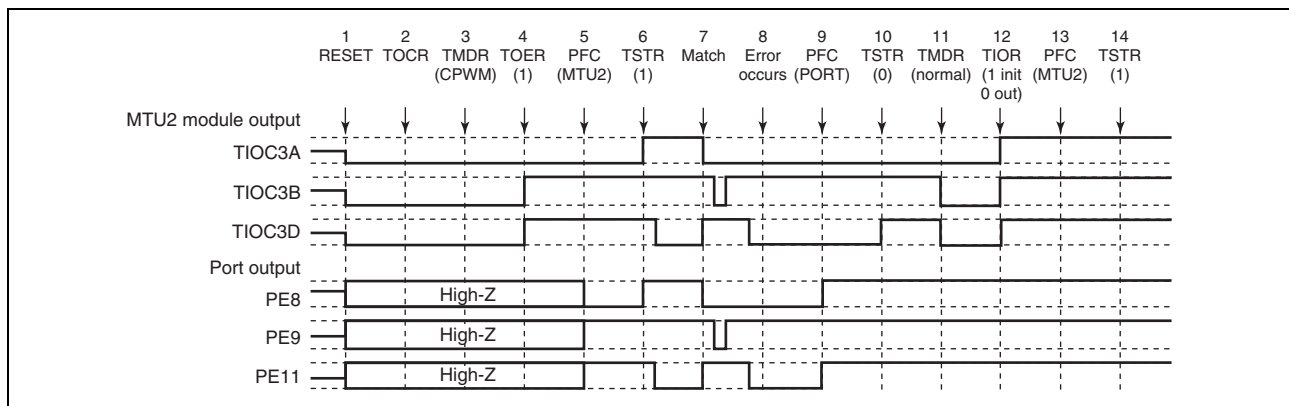 1 2 3 4 5 6 7 8 9 10 11 12 13 14
RESET TOCR TMDR TOER PFC TSTR Match Error PFC TSTR TMDR TIOR PFC TSTR
(CPWM) (1) (MTU2) (1) occurs (PORT) (0) (normal) (1 init (MTU2) (1)
0 out)
MTU2 module output
TIOC3A
TIOC3B
TIOC3D
Port output
PE8 High-Z
PE9 High-Z
PE11 High-Z